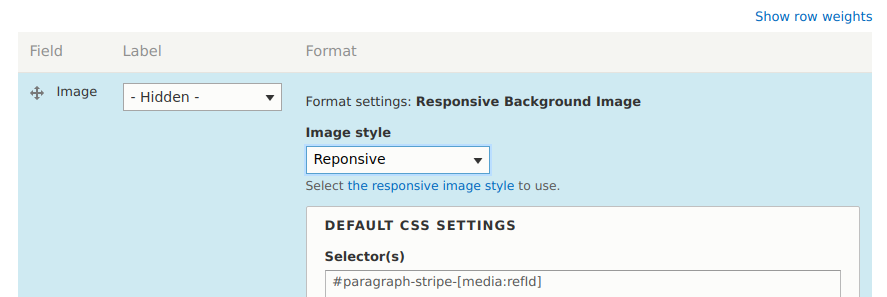 Show row weights
Field Label Format
Image - Hidden - Format settings: Responsive Background Image
Image style
Reponsive
Select the responsive image style to use.
DEFAULT CSS SETTINGS
Selector(s)
#paragraph-stripe-[media:refId]